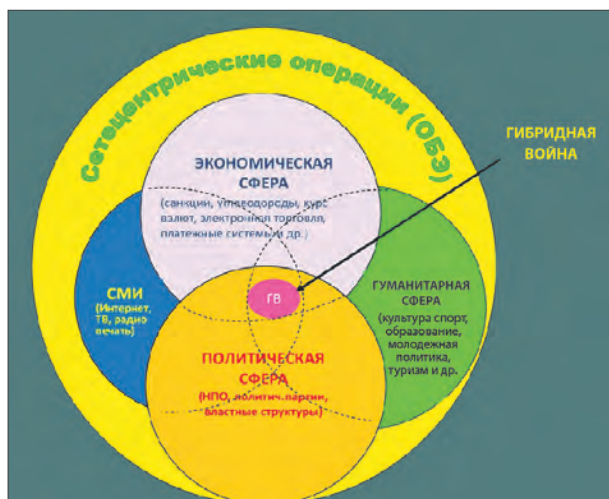 Сетецентрические операции (ОБЭ)
ГИБРИДНАЯ
ВОЙНА
ЭКОНОМИЧЕСКАЯ
СФЕРА
(санкции, углеводороды, курс
валют, электронная торговля,
платежные системы и др.)
СМИ
(Интернет,
ТВ, радио
печать)
ГВ
ГУМАНИТАРНАЯ
СФЕРА
(культура спорт,
образование,
молодежная
политика,
туризм и др.
ПОЛИТИЧЕСКАЯ
СФЕРА
(НПО, политич.партии,
властные структуры)